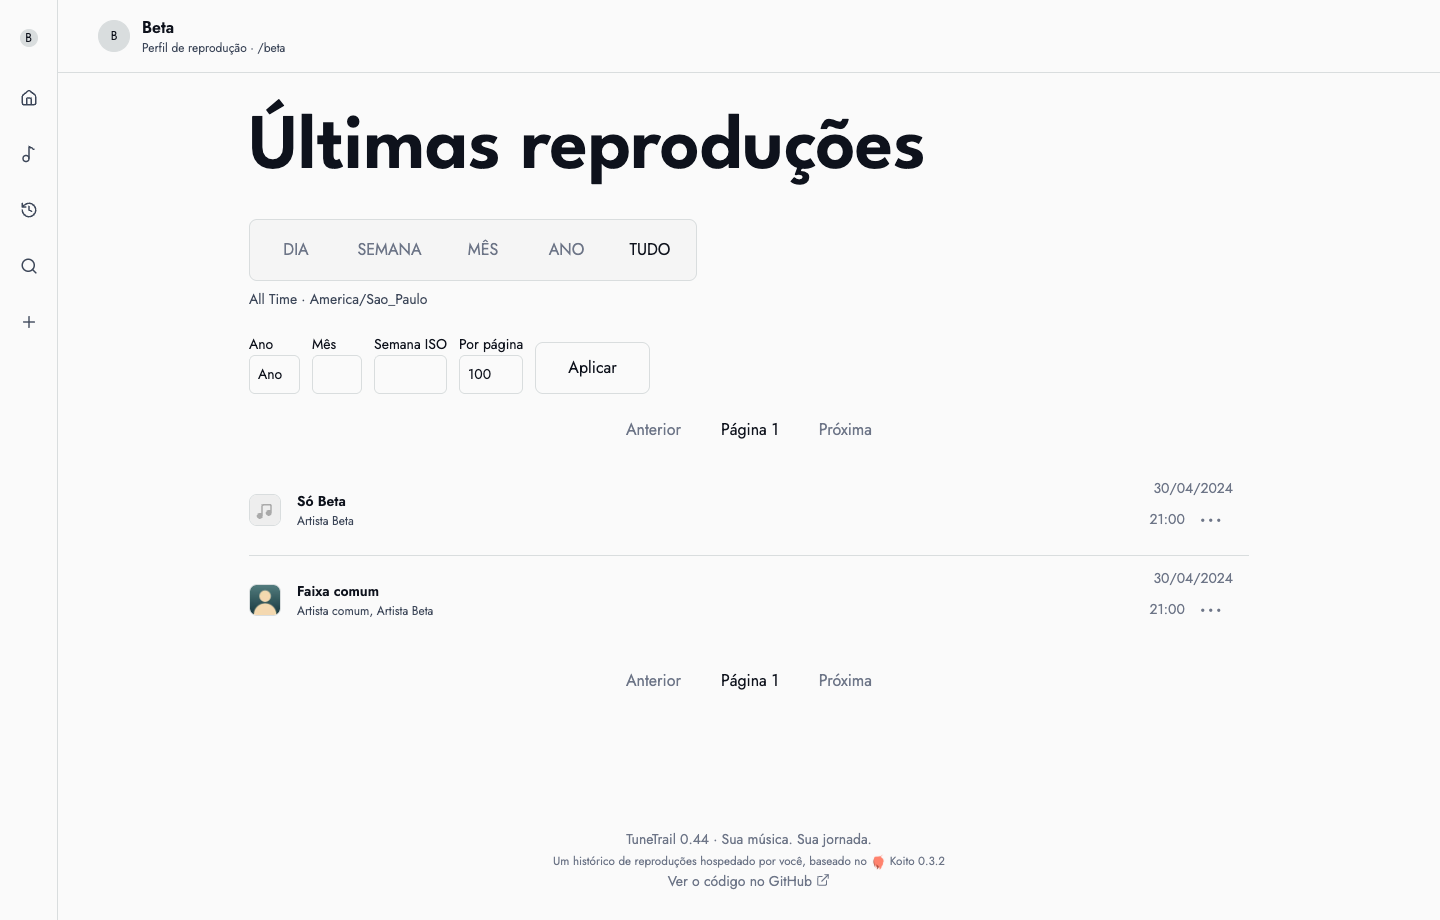 B
B
Beta
Perfil de reprodução · /beta
Últimas reproduções
DIA SEMANA MÊS ANO TUDO
All Time · America/Sao_Paulo
Ano Mês Semana ISO Por página
Ano 100 Aplicar
Anterior Página 1 Próxima
Só Beta
Artista Beta
30/04/2024
21:00
Faixa comum
Artista comum, Artista Beta
30/04/2024
21:00
Anterior Página 1 Próxima
TuneTrail 0.44 · Sua música. Sua jornada.
Um histórico de reproduções hospedado por você, baseado no Koito 0.3.2
Ver o código no GitHub